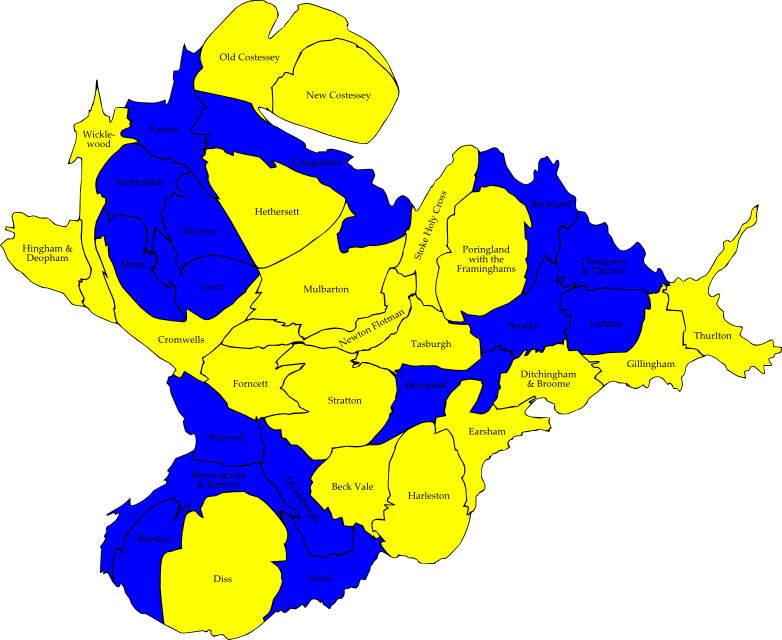 Old Costessey
New Costessey
Wickle-
wood
Easton
Cringleford
Northfields
Rustens
Hethersett
Stoke Holy Cross
Rockland
Hingham &
Deopham
Abbey
Town
Poringland
with the
Framinghams
Chedgrave
& Thurton
Mulbarton
Cromwells
Newton Flotman
Tasburgh
Brooke
Loddon
Thurlton
Gillingham
Forncett
Stratton
Hempnall
Ditchingham
& Broome
Earsham
Bunwell
Bressingham
& Burston
Dickleburgh
Beck Vale
Harleston
Roydon
Diss
Scole